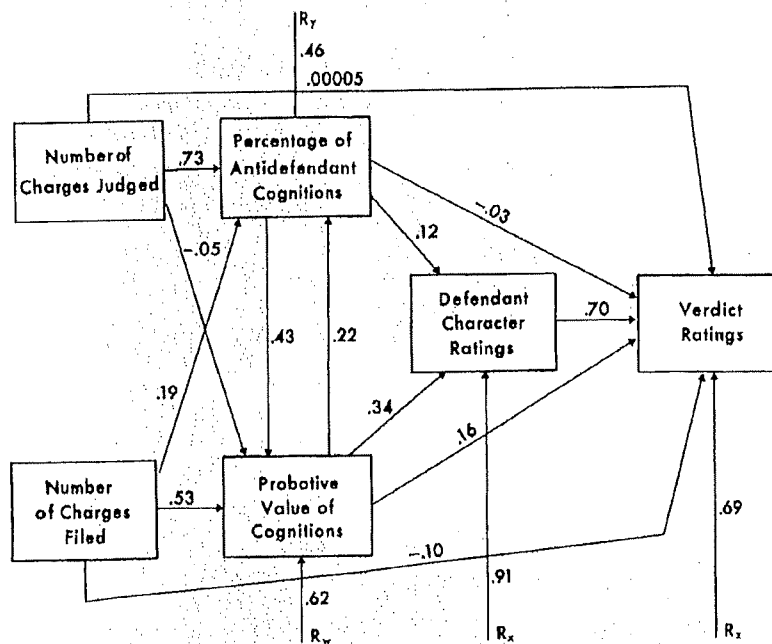 Ry
.46
.00005
Number of
Charges Judged
.73
Percentage of
Antidefendant
Cognitions
-.03
-.05
.12
Defendant
Character
Ratings
.70
Verdict
Ratings
.43
.22
.19
.34
.16
Number
of Charges
Filed
.53
Probative
Value of
Cognitions
-.10
.69
.62
.91
Rw
Rx
Rz